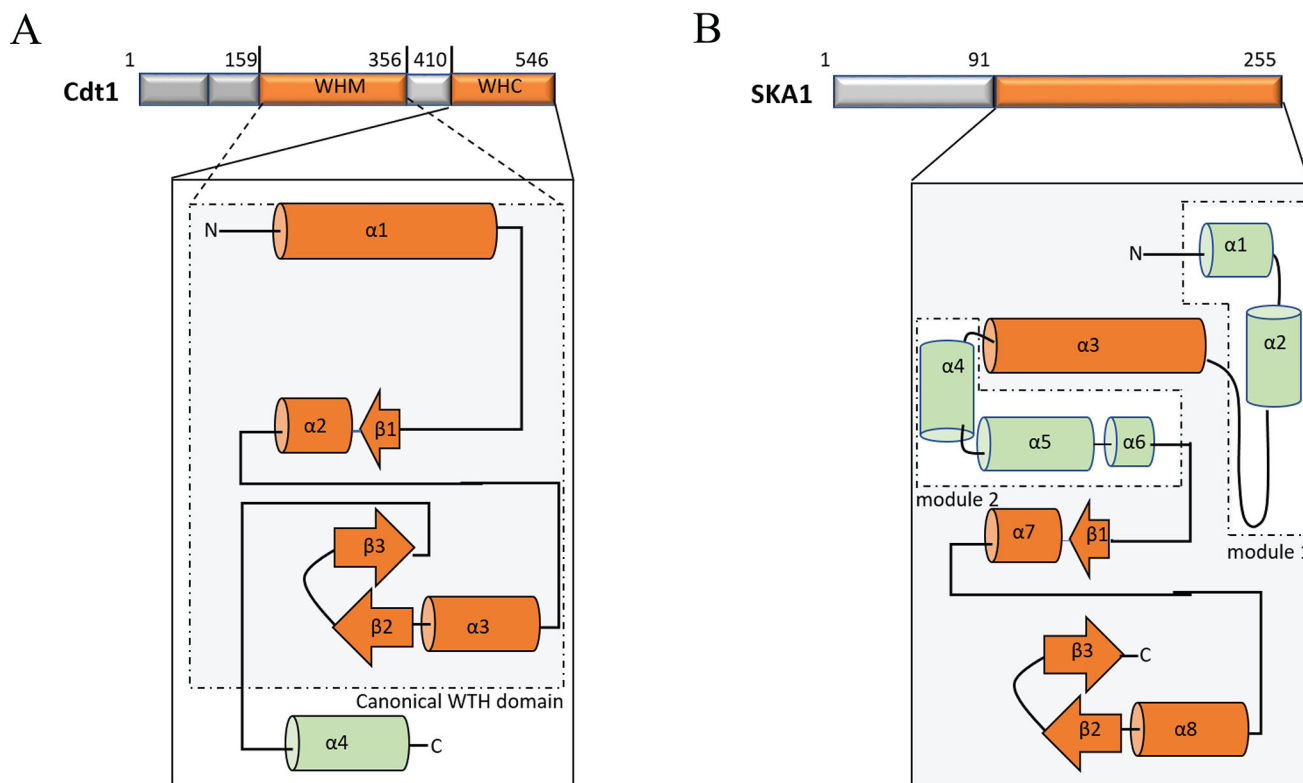 A
1 159 356 410 546
Cdt1 WHM WHC
N α1
α2 β1
β3
β2 α3
Canonical WTH domain
α4 C
B
1 91 255
SKA1
N α1
α2
α3
α4
α5 α6
module 2
α7 β1
module 1
β3 C
β2 α8